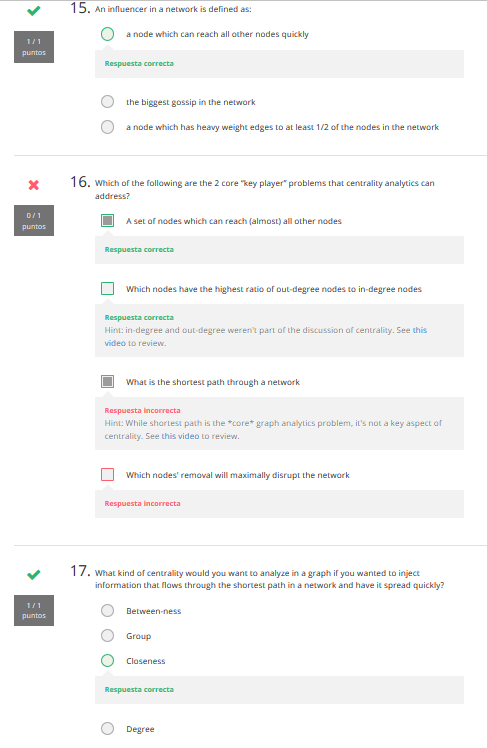 15. An influencer in a network is defined as:
1 / 1
puntos
a node which can reach all other nodes quickly
Respuesta correcta
the biggest gossip in the network
a node which has heavy weight edges to at least 1/2 of the nodes in the network
16. Which of the following are the 2 core "key player" problems that centrality analytics can
address?
0 / 1
puntos
A set of nodes which can reach (almost) all other nodes
Respuesta correcta
Which nodes have the highest ratio of out-degree nodes to in-degree nodes
Respuesta correcta
Hint: in-degree and out-degree weren't part of the discussion of centrality. See this
video to review.
What is the shortest path through a network
Respuesta incorrecta
Hint: While shortest path is the *core* graph analytics problem, it's not a key aspect of
centrality. See this video to review.
Which nodes' removal will maximally disrupt the network
Respuesta incorrecta
17. What kind of centrality would you want to analyze in a graph if you wanted to inject
information that flows through the shortest path in a network and have it spread quickly?
1 / 1
puntos
Between-ness
Group
Closeness
Respuesta correcta
Degree